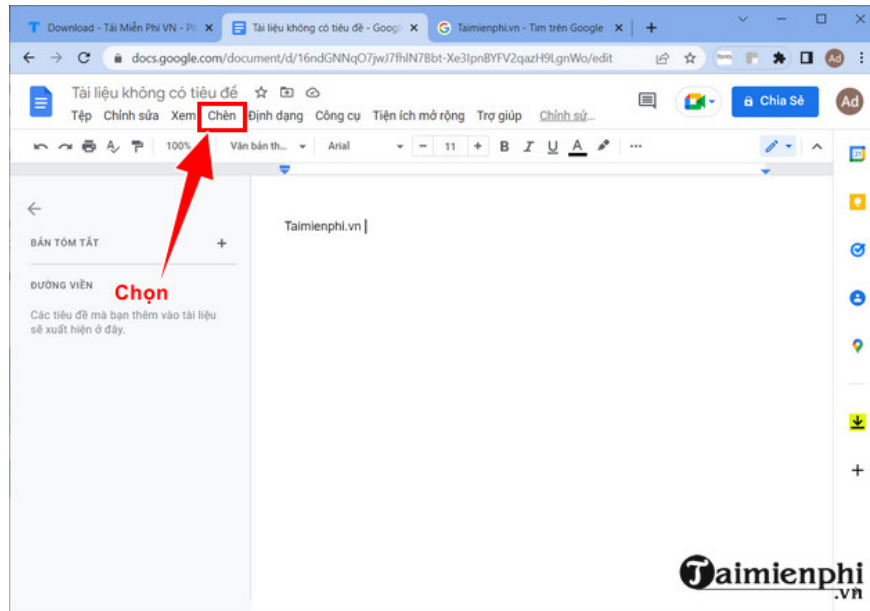 Download - Tải Miễn Phí VN - Ph
Tài liệu không có tiêu đề - Googl
Taimienphi.vn - Tìm trên Google
docs.google.com/document/d/16ndGNNqO7jwJ7fhlN7Bbt-Xe3IpnBYFV2qazH9LgnWo/edit
Tài liệu không có tiêu đề
Chia Sẻ
Ad
Tệp Chỉnh sửa Xem Chèn Định dạng Công cụ Tiện ích mở rộng Trợ giúp Chỉnh sử...
100% Văn bản th... Arial 11 B I U A
Taimienphi.vn
BẢN TÓM TẮT
ĐƯỜNG VIỀN
Chọn
Các tiêu đề mà bạn thêm vào tài liệu
sẽ xuất hiện ở đây.
Taimienphi
.vn